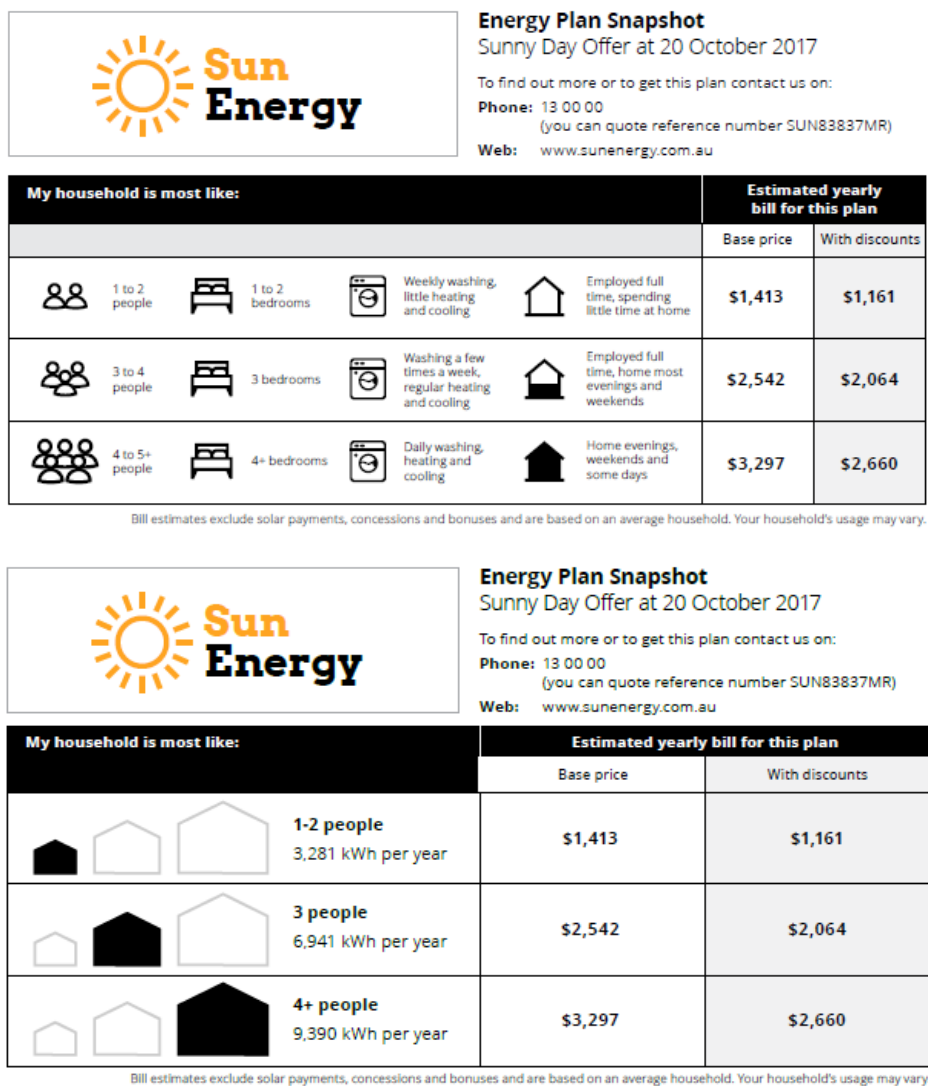 Sun
Energy
Energy Plan Snapshot
Sunny Day Offer at 20 October 2017
To find out more or to get this plan contact us on:
Phone: 13 00 00
(you can quote reference number SUN83837MR)
Web: www.sunenergy.com.au
My household is most like:
Estimated yearly
bill for this plan
Base price
With discounts
1 to 2
people
1 to 2
bedrooms
Weekly washing,
little heating
and cooling
Employed full
time, spending
little time at home
$1,413
$1,161
3 to 4
people
3 bedrooms
Washing a few
times a week,
regular heating
and cooling
Employed full
time, home most
evenings and
weekends
$2,542
$2,064
4 to 5+
people
4+ bedrooms
Daily washing,
heating and
cooling
Home evenings,
weekends and
some days
$3,297
$2,660
Bill estimates exclude solar payments, concessions and bonuses and are based on an average household. Your household's usage may vary.
Sun
Energy
Energy Plan Snapshot
Sunny Day Offer at 20 October 2017
To find out more or to get this plan contact us on:
Phone: 13 00 00
(you can quote reference number SUN83837MR)
Web: www.sunenergy.com.au
My household is most like:
Estimated yearly bill for this plan
Base price
With discounts
1-2 people
3,281 kWh per year
$1,413
$1,161
3 people
6,941 kWh per year
$2,542
$2,064
4+ people
9,390 kWh per year
$3,297
$2,660
Bill estimates exclude solar payments, concessions and bonuses and are based on an average household. Your household's usage may vary